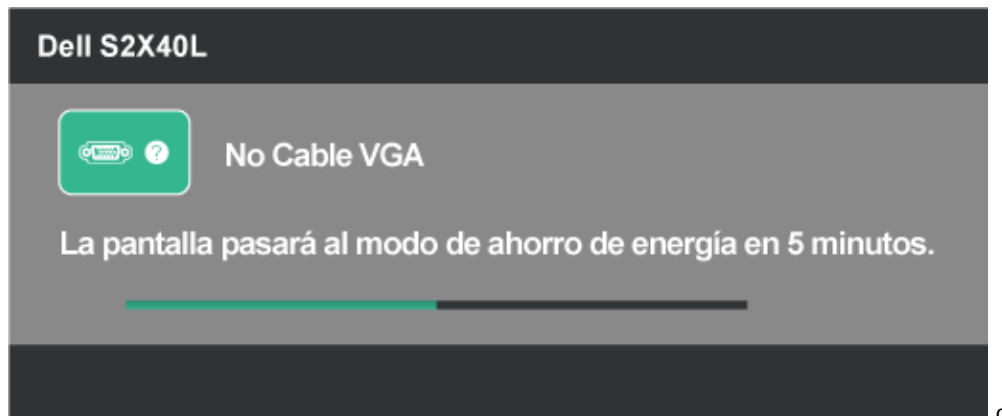 Dell S2X40L
No Cable VGA
La pantalla pasará al modo de ahorro de energía en 5 minutos.